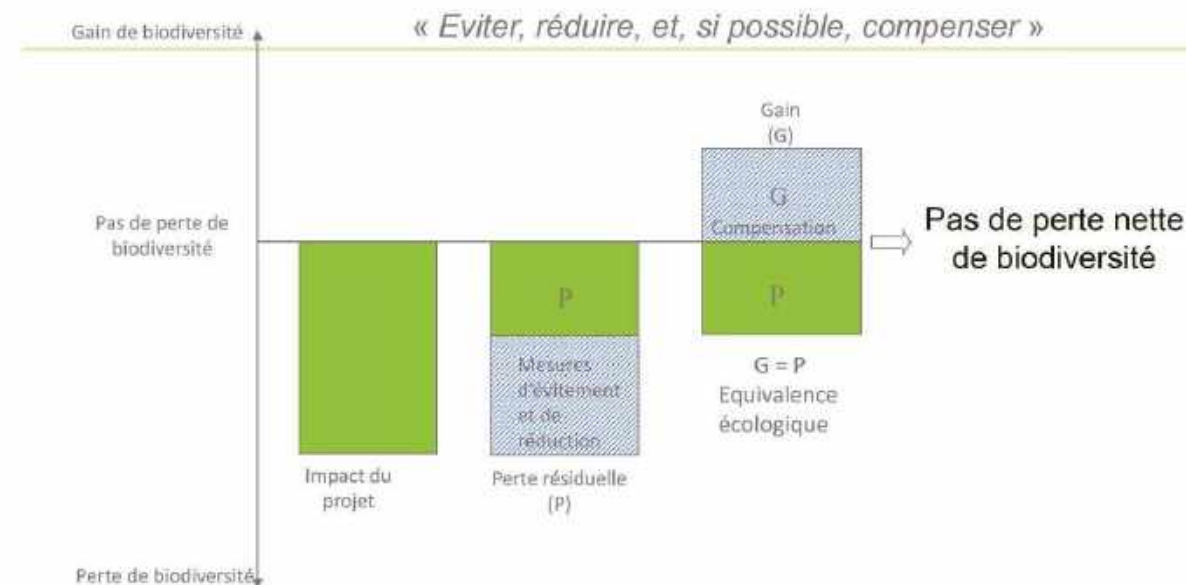 « Eviter, réduire, et, si possible, compenser »
Gain de biodiversité
Gain
(G)
G
Compensation
Pas de perte de
biodiversité
Pas de perte nette
de biodiversité
P
P
Mesures
d'évitement
et de
réduction
G = P
Equivalence
écologique
Impact du
projet
Perte résiduelle
(P)
Perte de biodiversité